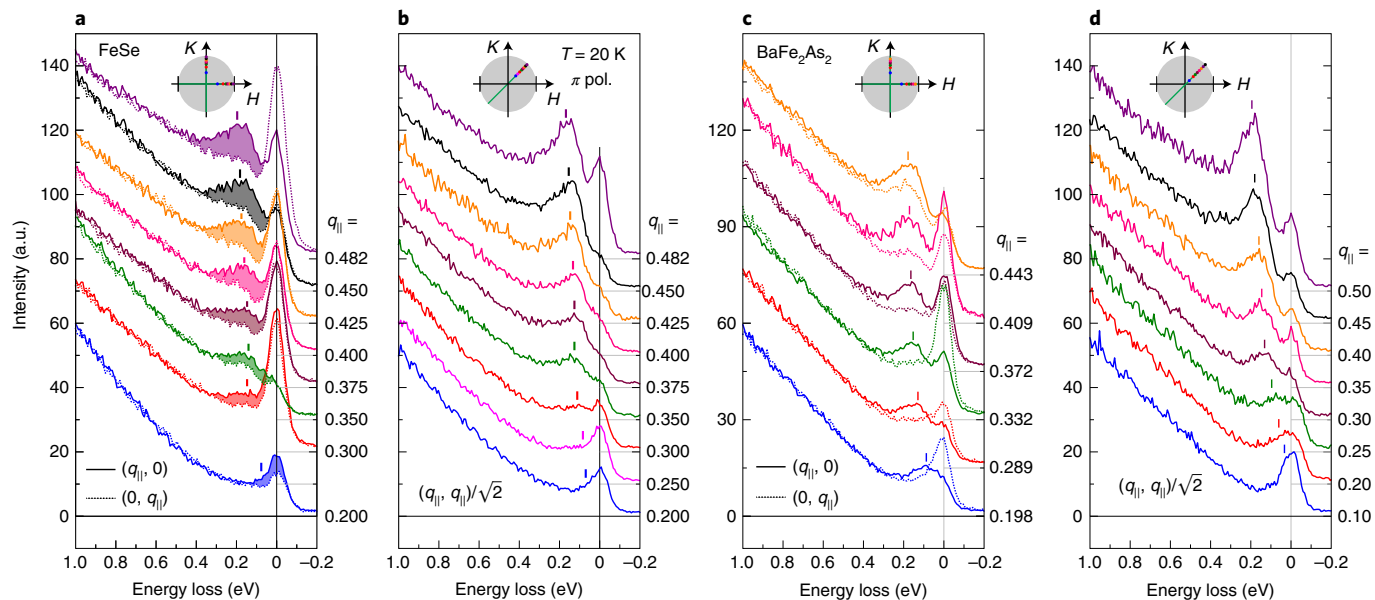 a
FeSe
K
H
Intensity (a.u.)
140
120
100
80
60
40
20
0
q||=
0.482
0.450
0.425
0.400
0.375
0.350
0.300
0.200
(q||, 0)
(0, q||)
1.0 0.8 0.6 0.4 0.2 0 −0.2
Energy loss (eV)
b
K
H
T = 20 K
π pol.
q||=
0.482
0.450
0.425
0.400
0.375
0.350
0.300
0.250
0.200
(q||, q||)/√2
1.0 0.8 0.6 0.4 0.2 0 −0.2
Energy loss (eV)
c
BaFe₂As₂
K
H
120
90
60
30
15
0
q||=
0.443
0.409
0.372
0.332
0.289
0.198
(q||, 0)
(0, q||)
1.0 0.8 0.6 0.4 0.2 0 −0.2
Energy loss (eV)
d
K
H
140
120
100
80
60
40
20
0
q||=
0.50
0.45
0.40
0.35
0.30
0.25
0.20
0.10
(q||, q||)/√2
1.0 0.8 0.6 0.4 0.2 0 −0.2
Energy loss (eV)